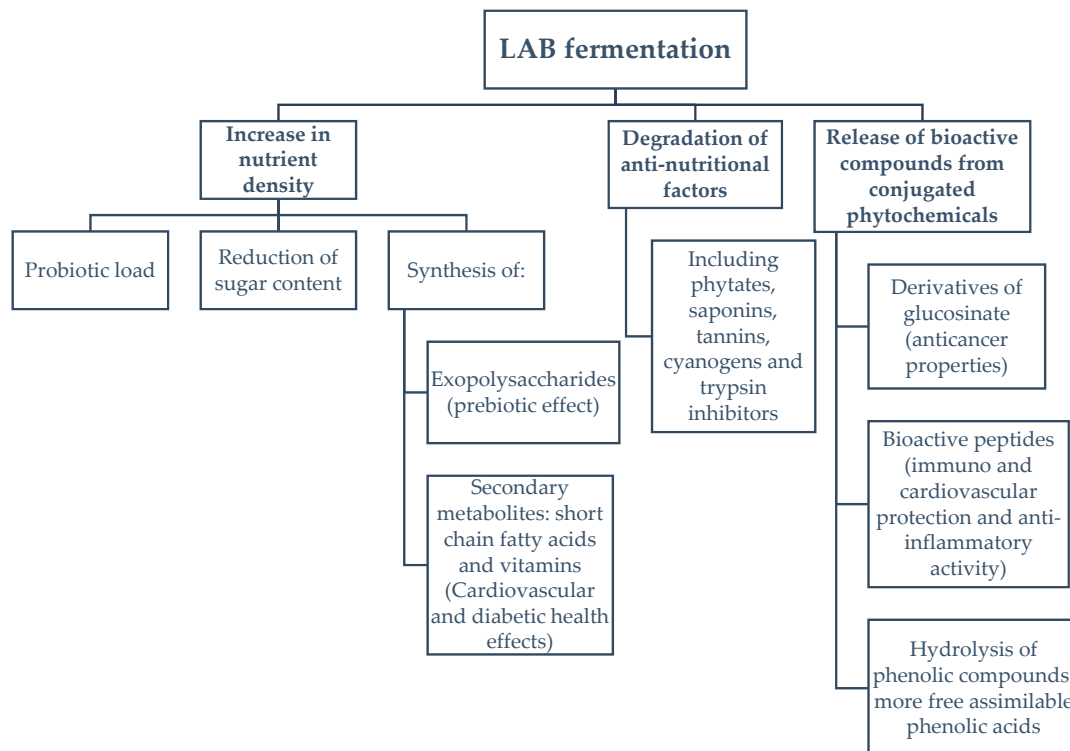 LAB fermentation
Increase in
nutrient
density
Degradation of
anti-nutritional
factors
Release of bioactive
compounds from
conjugated
phytochemicals
Probiotic load
Reduction of
sugar content
Synthesis of:
Including
phytates,
saponins,
tannins,
cyanogens and
trypsin
inhibitors
Derivatives of
glucosinate
(anticancer
properties)
Exopolysaccharides
(prebiotic effect)
Bioactive peptides
(immuno and
cardiovascular
protection and anti-
inflammatory
activity)
Secondary
metabolites: short
chain fatty acids
and vitamins
(Cardiovascular
and diabetic health
effects)
Hydrolysis of
phenolic compounds
more free assimilable
phenolic acids